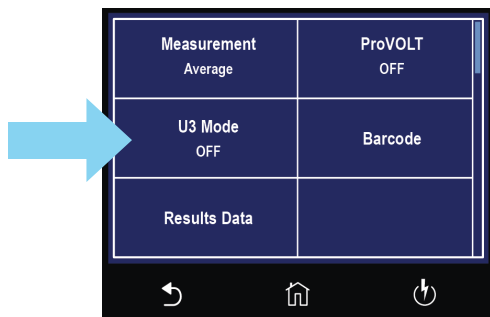 Measurement
Average
ProVOLT
OFF
U3 Mode
OFF
Barcode
Results Data